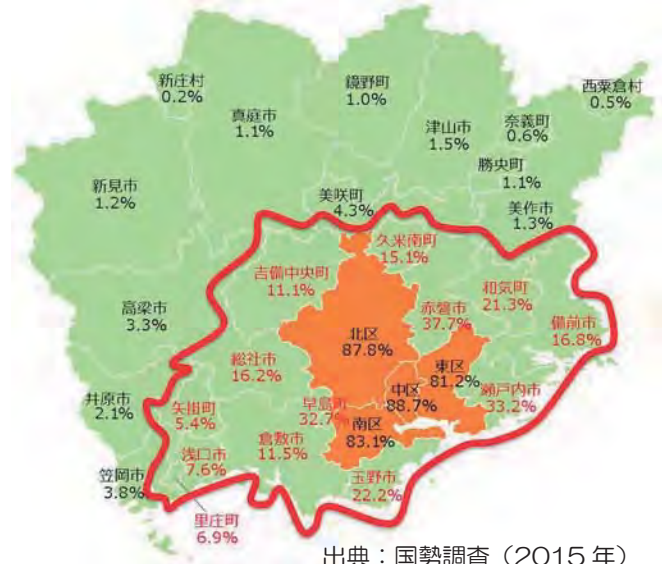 新庄村
0.2%
鏡野町
1.0%
西粟倉村
0.5%
真庭市
1.1%
津山市
1.5%
奈義町
0.6%
勝央町
1.1%
新見市
1.2%
美咲町
4.3%
美作市
1.3%
久米南町
15.1%
吉備中央町
11.1%
和気町
21.3%
高梁市
3.3%
赤磐市
37.7%
備前市
16.8%
北区
87.8%
総社市
16.2%
東区
81.2%
中区
88.7%
瀬戸内市
33.2%
井原市
2.1%
矢掛町
5.4%
早島町
32.7%
南区
83.1%
倉敷市
11.5%
浅口市
7.6%
笠岡市
3.8%
玉野市
22.2%
里庄町
6.9%
出典：国勢調査（2015年）